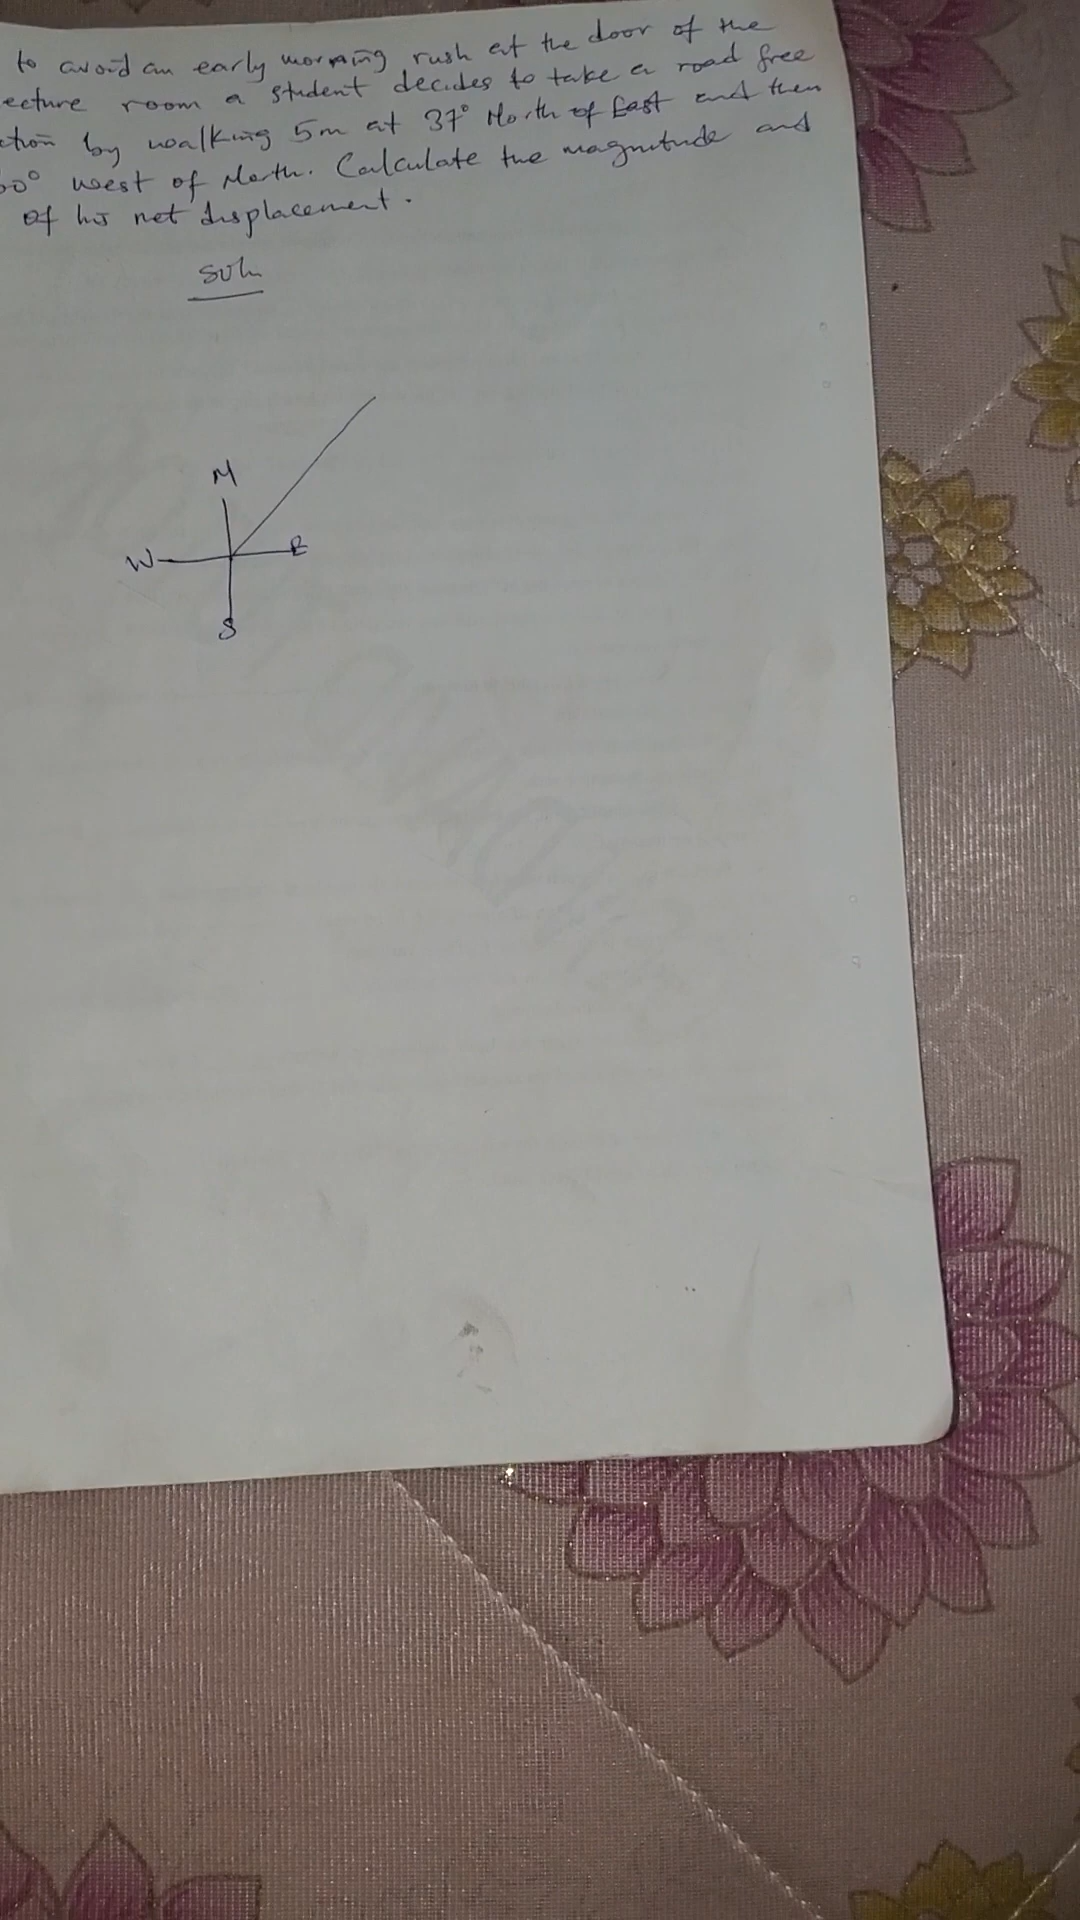 to avoid an early morning rush at the door of the
ecture room a student decides to take a road free
ction by walking 5m at 37° North of East and then
0° west of North. Calculate the magnitude and
of his net displacement.
soln
N
W E
S